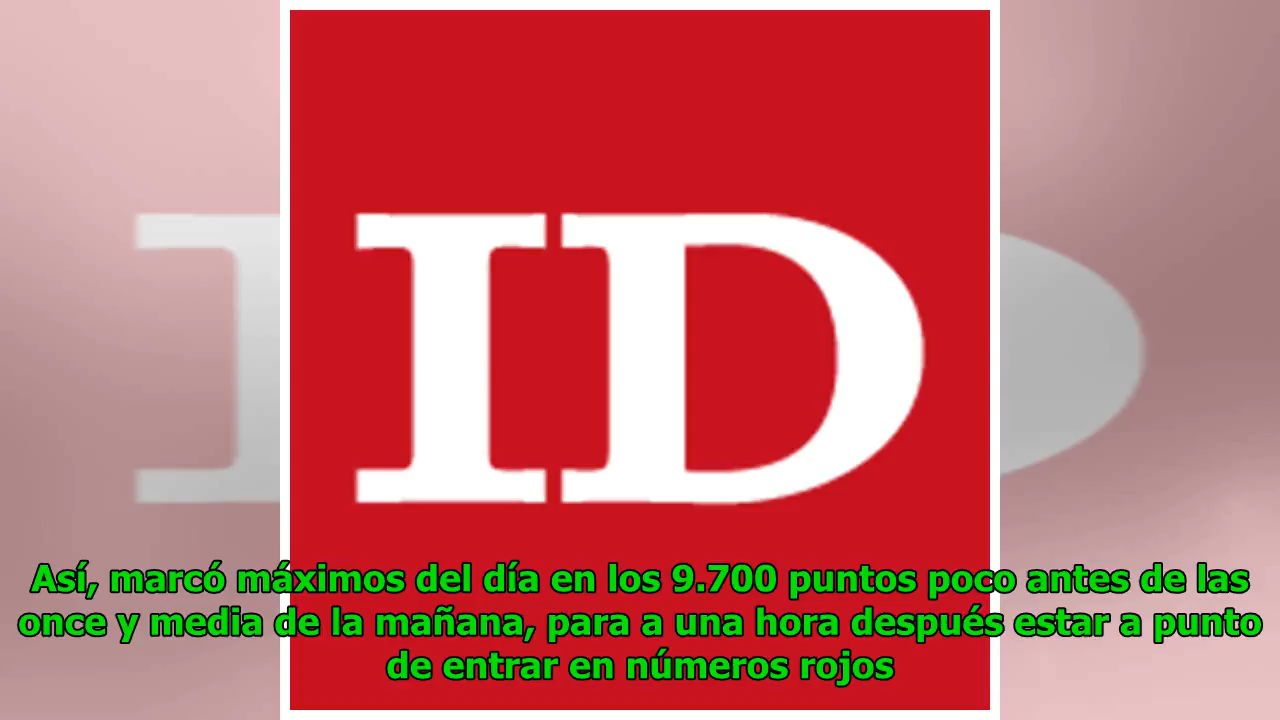 ID
Así, marcó máximos del día en los 9.700 puntos poco antes de las
once y media de la mañana, para a una hora después estar a punto
de entrar en números rojos